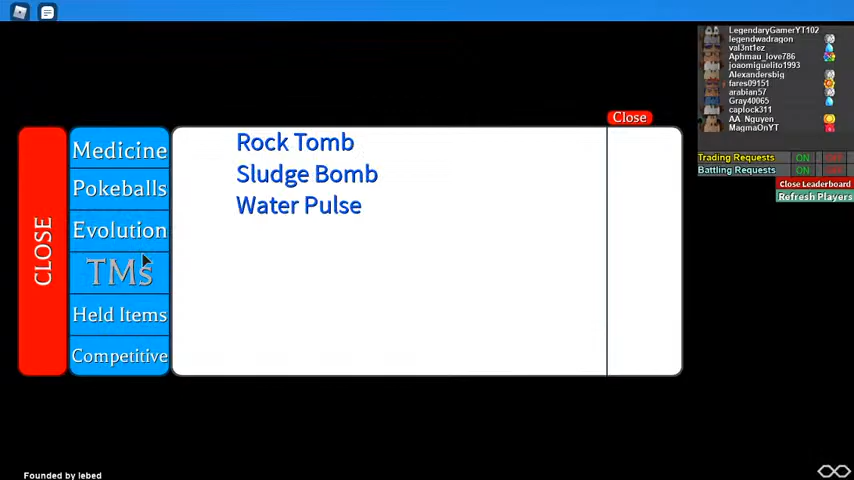 LegendaryGamerYT102
legendwadragon
val3nt1ez
Aphmau_love786
joaomiguelito1993
Alexandersbig
fares09151
arabian57
Gray40065
caplock311
AA_Nguyen
MagmaOnYT
Close
Trading Requests ON OFF
Battling Requests ON OFF
Close Leaderboard
Refresh Players
CLOSE
Medicine
Pokeballs
Evolution
TMs
Held Items
Competitive
Rock Tomb
Sludge Bomb
Water Pulse
Founded by lebed